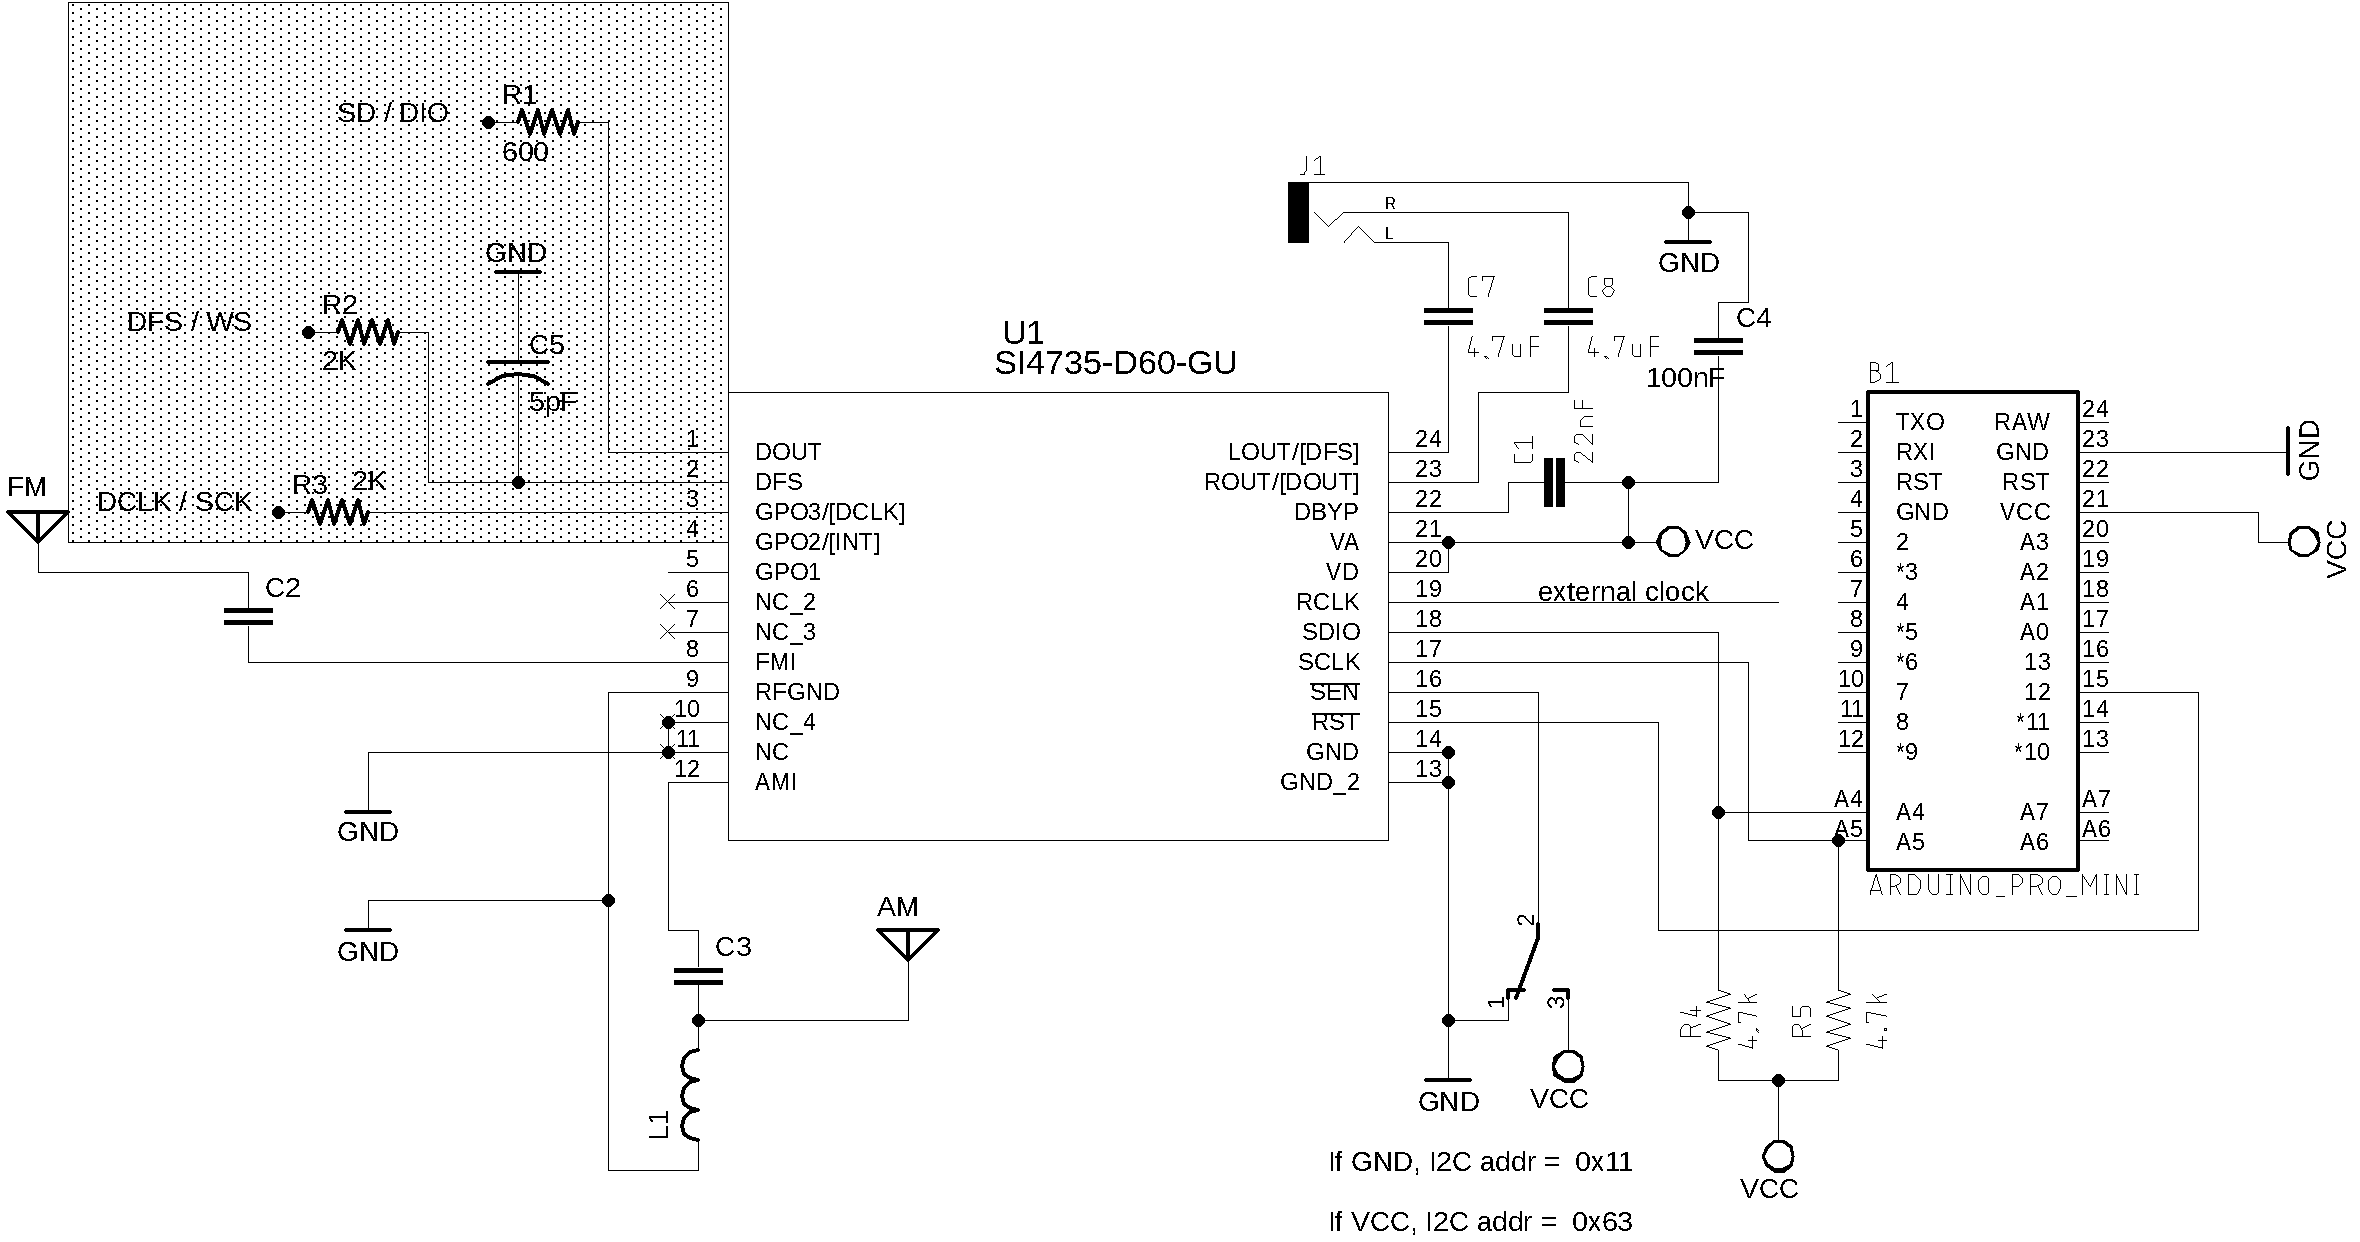 R1
SD / DIO
600
GND
R2
DFS / WS
2K
C5
5pF
R3
2K
DCLK / SCK
FM
C2
GND
GND
AM
C3
L1
U1
SI4735-D60-GU
1 DOUT
2 DFS
3 GPO3/[DCLK]
4 GPO2/[INT]
5 GPO1
6 NC_2
7 NC_3
8 FMI
9 RFGND
10 NC_4
11 NC
12 AMI
LOUT/[DFS] 24
ROUT/[DOUT] 23
DBYP 22
VA 21
VD 20
RCLK 19
SDIO 18
SCLK 17
SEN 16
RST 15
GND 14
GND_2 13
J1
R
L
C7
4.7uF
C8
4.7uF
GND
C4
100nF
C1
22nF
VCC
external clock
2
1
3
GND
VCC
If GND, I2C addr = 0x11
If VCC, I2C addr = 0x63
R4
4.7k
R5
4.7k
VCC
B1
1 TXO RAW 24
2 RXI GND 23
3 RST RST 22
4 GND VCC 21
5 2 A3 20
6 *3 A2 19
7 4 A1 18
8 *5 A0 17
9 *6 13 16
10 7 12 15
11 8 *11 14
12 *9 *10 13
A4 A4 A7 A7
A5 A5 A6 A6
ARDUINO_PRO_MINI
GND
VCC